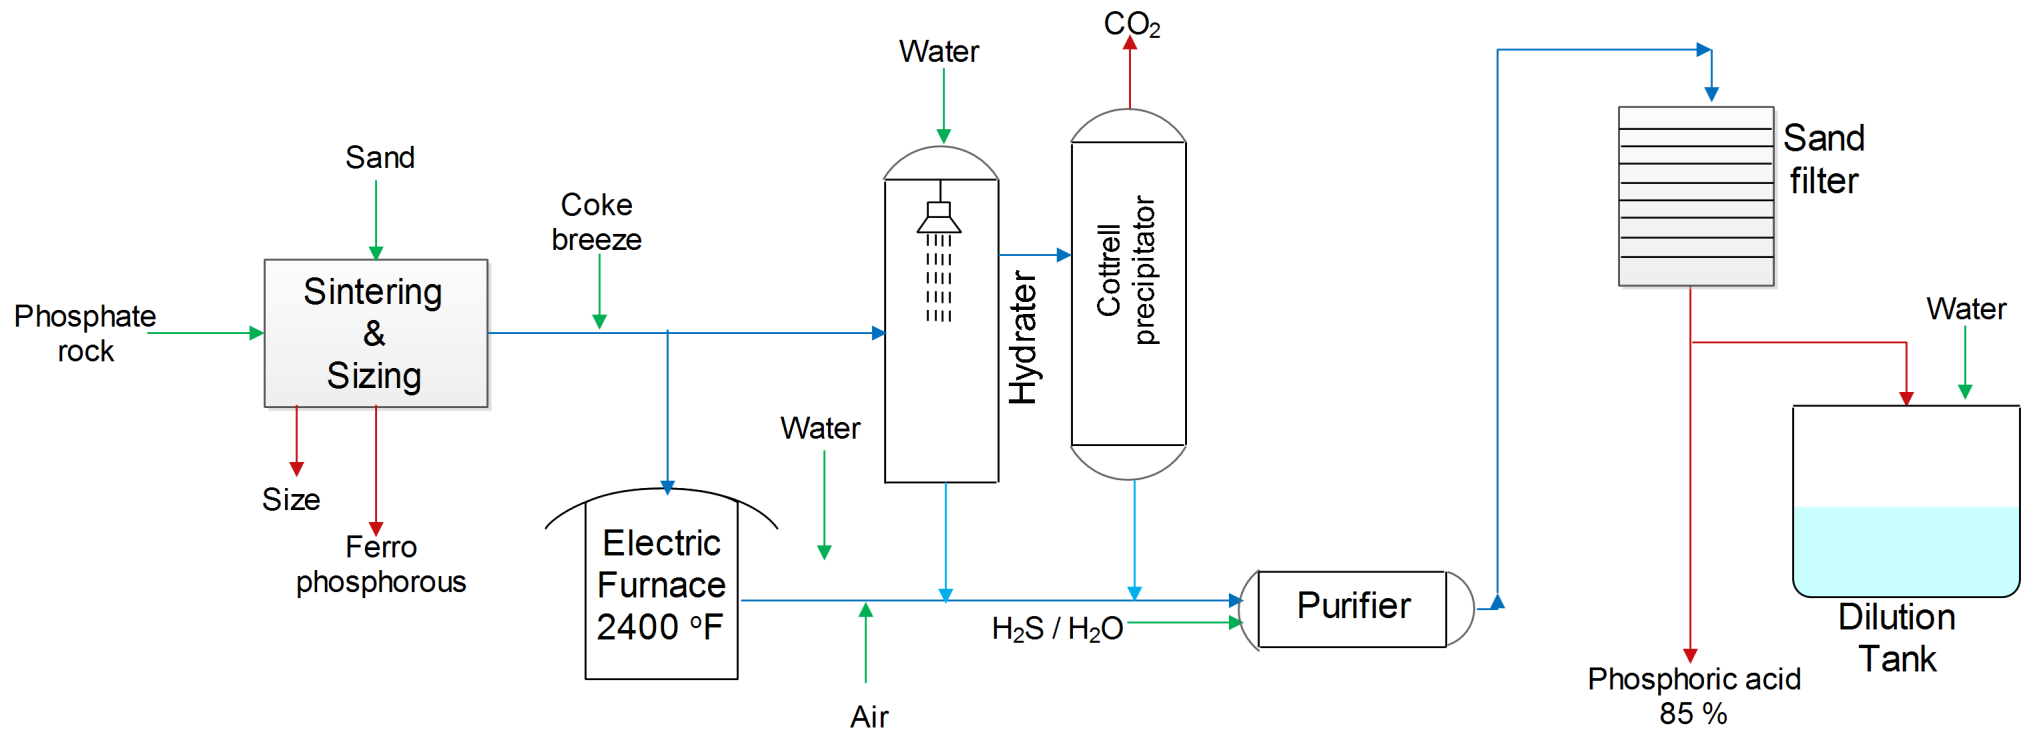 CO₂
Water
Sand
filter
Sand
Coke
breeze
Cottrell
precipitator
Hydrater
Sintering
&
Sizing
Phosphate
rock
Water
Water
Size
Ferro
phosphorous
Electric
Furnace
2400 ºF
H₂S / H₂O
Purifier
Air
Dilution
Tank
Phosphoric acid
85 %